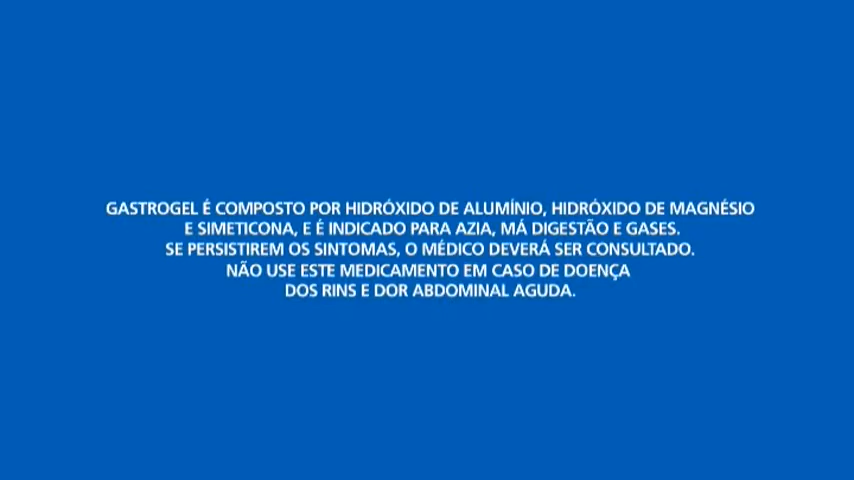 GASTROGEL É COMPOSTO POR HIDRÓXIDO DE ALUMÍNIO, HIDRÓXIDO DE MAGNÉSIO
E SIMETICONA, E É INDICADO PARA AZIA, MÁ DIGESTÃO E GASES.
SE PERSISTIREM OS SINTOMAS, O MÉDICO DEVERÁ SER CONSULTADO.
NÃO USE ESTE MEDICAMENTO EM CASO DE DOENÇA
DOS RINS E DOR ABDOMINAL AGUDA.